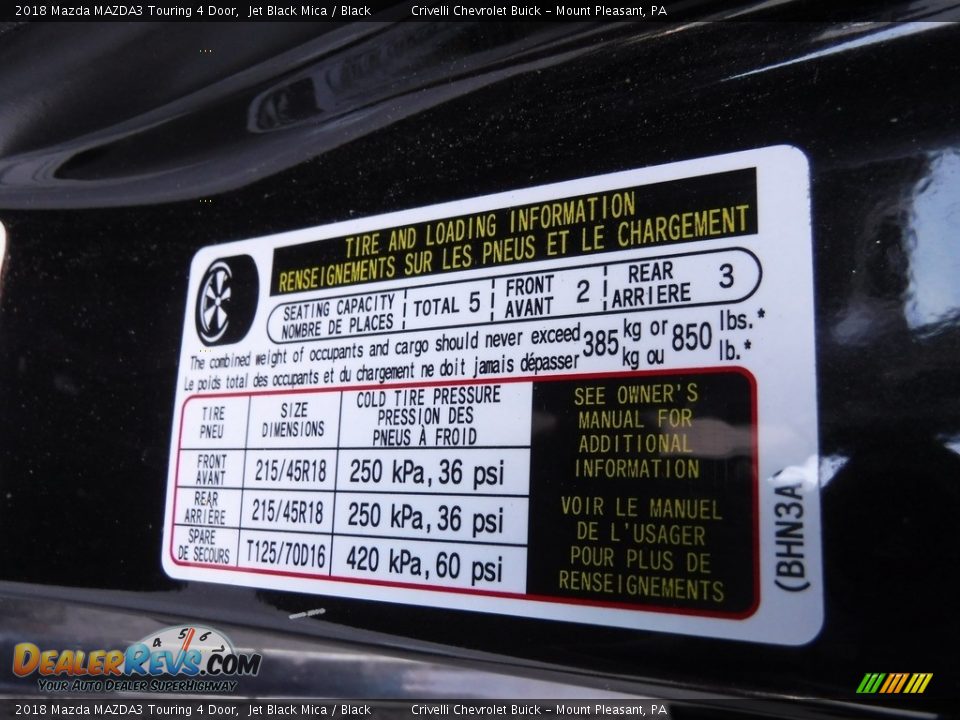 2018 Mazda MAZDA3 Touring 4 Door, Jet Black Mica / Black Crivelli Chevrolet Buick - Mount Pleasant, PA
TIRE AND LOADING INFORMATION
RENSEIGNEMENTS SUR LES PNEUS ET LE CHARGEMENT
SEATING CAPACITY
NOMBRE DE PLACES
TOTAL 5
FRONT
AVANT
2
REAR
ARRIERE
3
The combined weight of occupants and cargo should never exceed
Le poids total des occupants et du chargement ne doit jamais dépasser
385 kg or 850 lbs.*
kg ou lb.*
TIRE
PNEU
SIZE
DIMENSIONS
COLD TIRE PRESSURE
PRESSION DES
PNEUS À FROID
FRONT
AVANT
215/45R18
250 kPa, 36 psi
REAR
ARRIÈRE
215/45R18
250 kPa, 36 psi
SPARE
DE SECOURS
T125/70D16
420 kPa, 60 psi
SEE OWNER'S
MANUAL FOR
ADDITIONAL
INFORMATION
VOIR LE MANUEL
DE L'USAGER
POUR PLUS DE
RENSEIGNEMENTS
(BHN3A
4 5 6
DEALERREVS.COM
Your Auto Dealer SuperHighway
2018 Mazda MAZDA3 Touring 4 Door, Jet Black Mica / Black Crivelli Chevrolet Buick - Mount Pleasant, PA